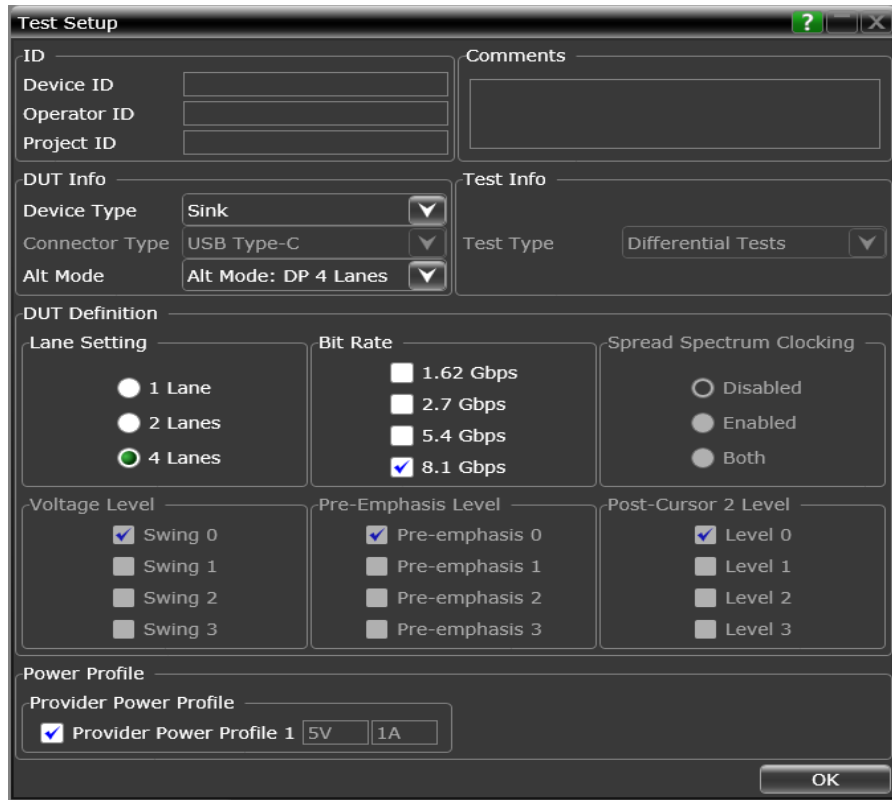 Test Setup
?
ID
Device ID
Operator ID
Project ID
Comments
DUT Info
Device Type Sink
Connector Type USB Type-C
Alt Mode Alt Mode: DP 4 Lanes
Test Info
Test Type Differential Tests
DUT Definition
Lane Setting
1 Lane
2 Lanes
4 Lanes
Bit Rate
1.62 Gbps
2.7 Gbps
5.4 Gbps
8.1 Gbps
Spread Spectrum Clocking
Disabled
Enabled
Both
Voltage Level
Swing 0
Swing 1
Swing 2
Swing 3
Pre-Emphasis Level
Pre-emphasis 0
Pre-emphasis 1
Pre-emphasis 2
Pre-emphasis 3
Post-Cursor 2 Level
Level 0
Level 1
Level 2
Level 3
Power Profile
Provider Power Profile
Provider Power Profile 1 5V 1A
OK